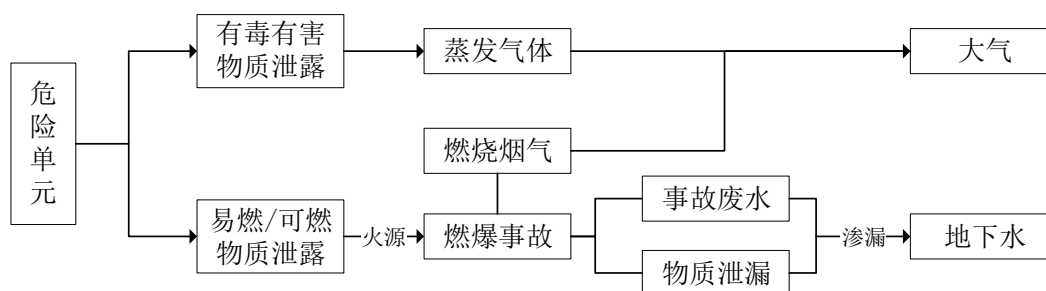 危
险
单
元
有毒有害
物质泄露
蒸发气体
大气
燃烧烟气
易燃/可燃
物质泄露
火源
燃爆事故
事故废水
物质泄漏
渗漏
地下水